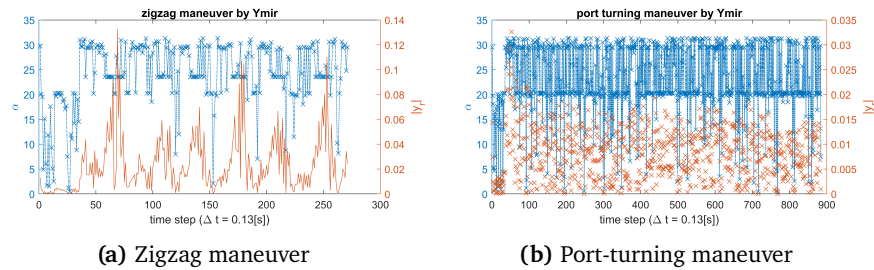 zigzag maneuver by Ymir
35
30
25
20
15
10
5
0
α
0.14
0.12
0.1
0.08
0.06
0.04
0.02
0
|y_r|
0 50 100 150 200 250 300
time step (Δ t = 0.13[s])
(a) Zigzag maneuver
port turning maneuver by Ymir
35
30
25
20
15
10
5
0
α
0.035
0.03
0.025
0.02
0.015
0.01
0.005
0
|y_r|
0 100 200 300 400 500 600 700 800 900
time step (Δ t = 0.13[s])
(b) Port-turning maneuver